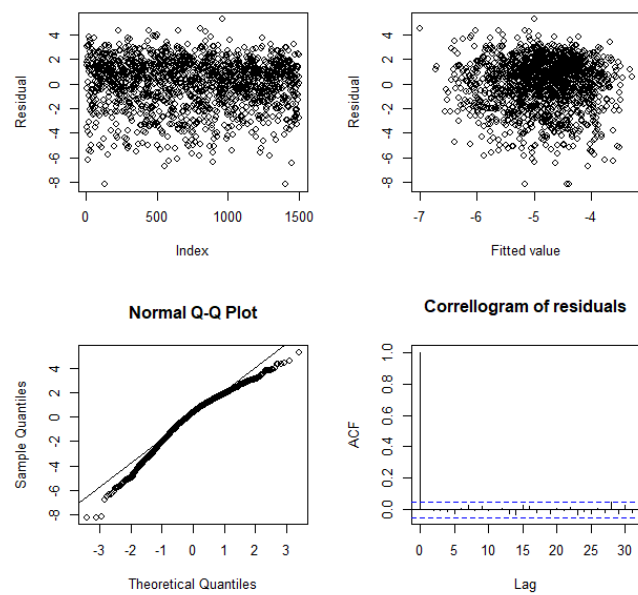 Residual
4
2
0
-2
-4
-6
-8
0 500 1000 1500
Index
Residual
4
2
0
-2
-4
-6
-8
-7 -6 -5 -4
Fitted value
Normal Q-Q Plot
Sample Quantiles
4
2
0
-2
-4
-6
-8
-3 -2 -1 0 1 2 3
Theoretical Quantiles
Correllogram of residuals
ACF
1.0
0.8
0.6
0.4
0.2
0.0
0 5 10 15 20 25 30
Lag